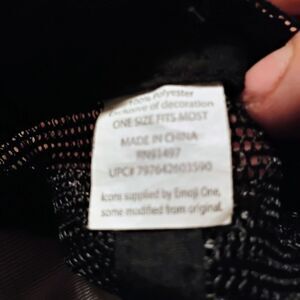 100% Polyester
Exclusive of decoration
ONE SIZE FITS MOST
MADE IN CHINA
RN91497
UPC# 797642603590
Icons supplied by Emoji One,
some modified from original.